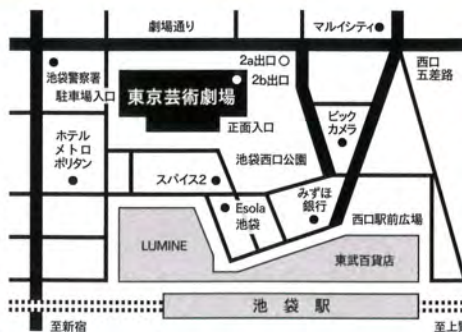 劇場通り
マルイシティ
2a出口
西口
五差路
池袋警察署
2b出口
駐車場入口
東京芸術劇場
正面入口
ビック
カメラ
ホテル
メトロ
ポリタン
池袋西口公園
スパイス2
みずほ
銀行
Esola
池袋
西口駅前広場
LUMINE
東武百貨店
池袋駅
至新宿
至上野